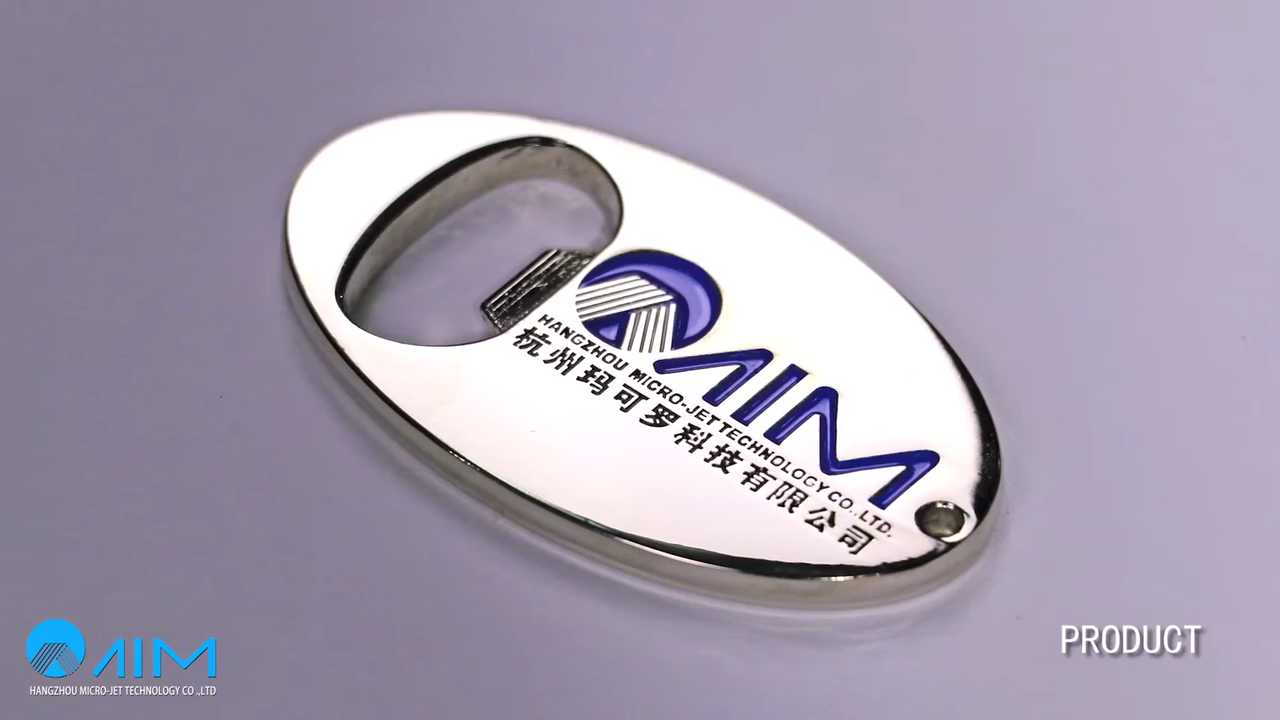 AIM
HANGZHOU MICRO-JET TECHNOLOGY CO.,LTD.
杭州玛可罗科技有限公司
AIM
HANGZHOU MICRO-JET TECHNOLOGY CO .,LTD
PRODUCT